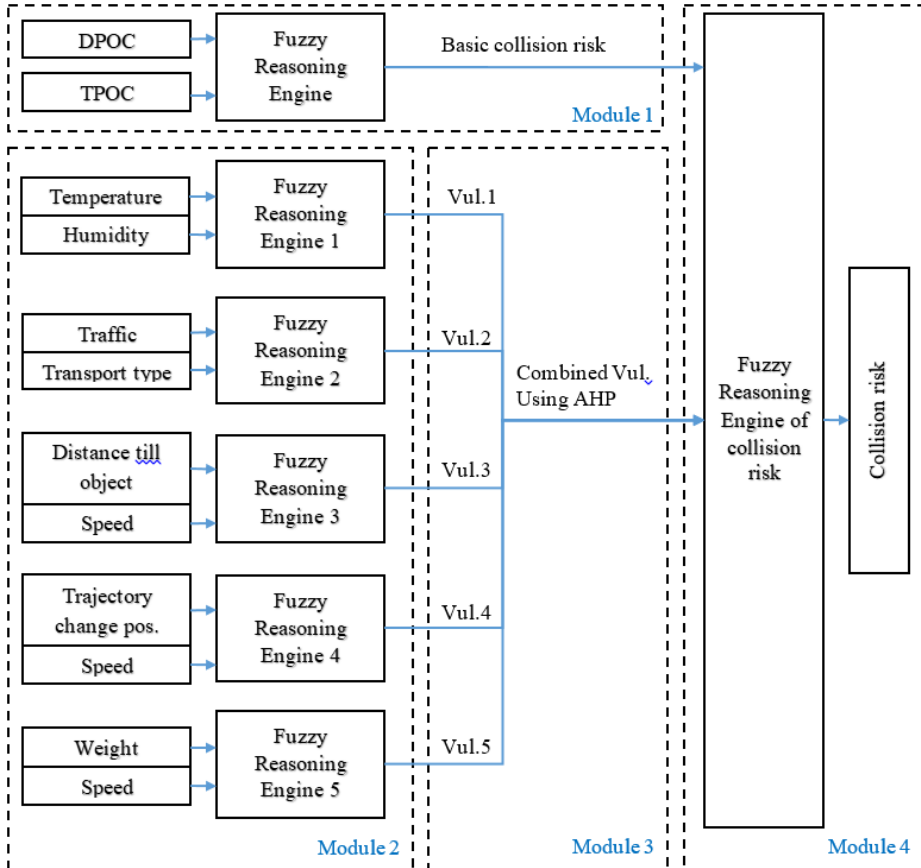 DPOC
TPOC
Fuzzy
Reasoning
Engine
Basic collision risk
Module 1
Temperature
Humidity
Fuzzy
Reasoning
Engine 1
Vul.1
Traffic
Transport type
Fuzzy
Reasoning
Engine 2
Vul.2
Distance till
object
Speed
Fuzzy
Reasoning
Engine 3
Vul.3
Trajectory
change pos.
Speed
Fuzzy
Reasoning
Engine 4
Vul.4
Weight
Speed
Fuzzy
Reasoning
Engine 5
Vul.5
Module 2
Combined Vul.
Using AHP
Module 3
Fuzzy
Reasoning
Engine of
collision
risk
Collision risk
Module 4